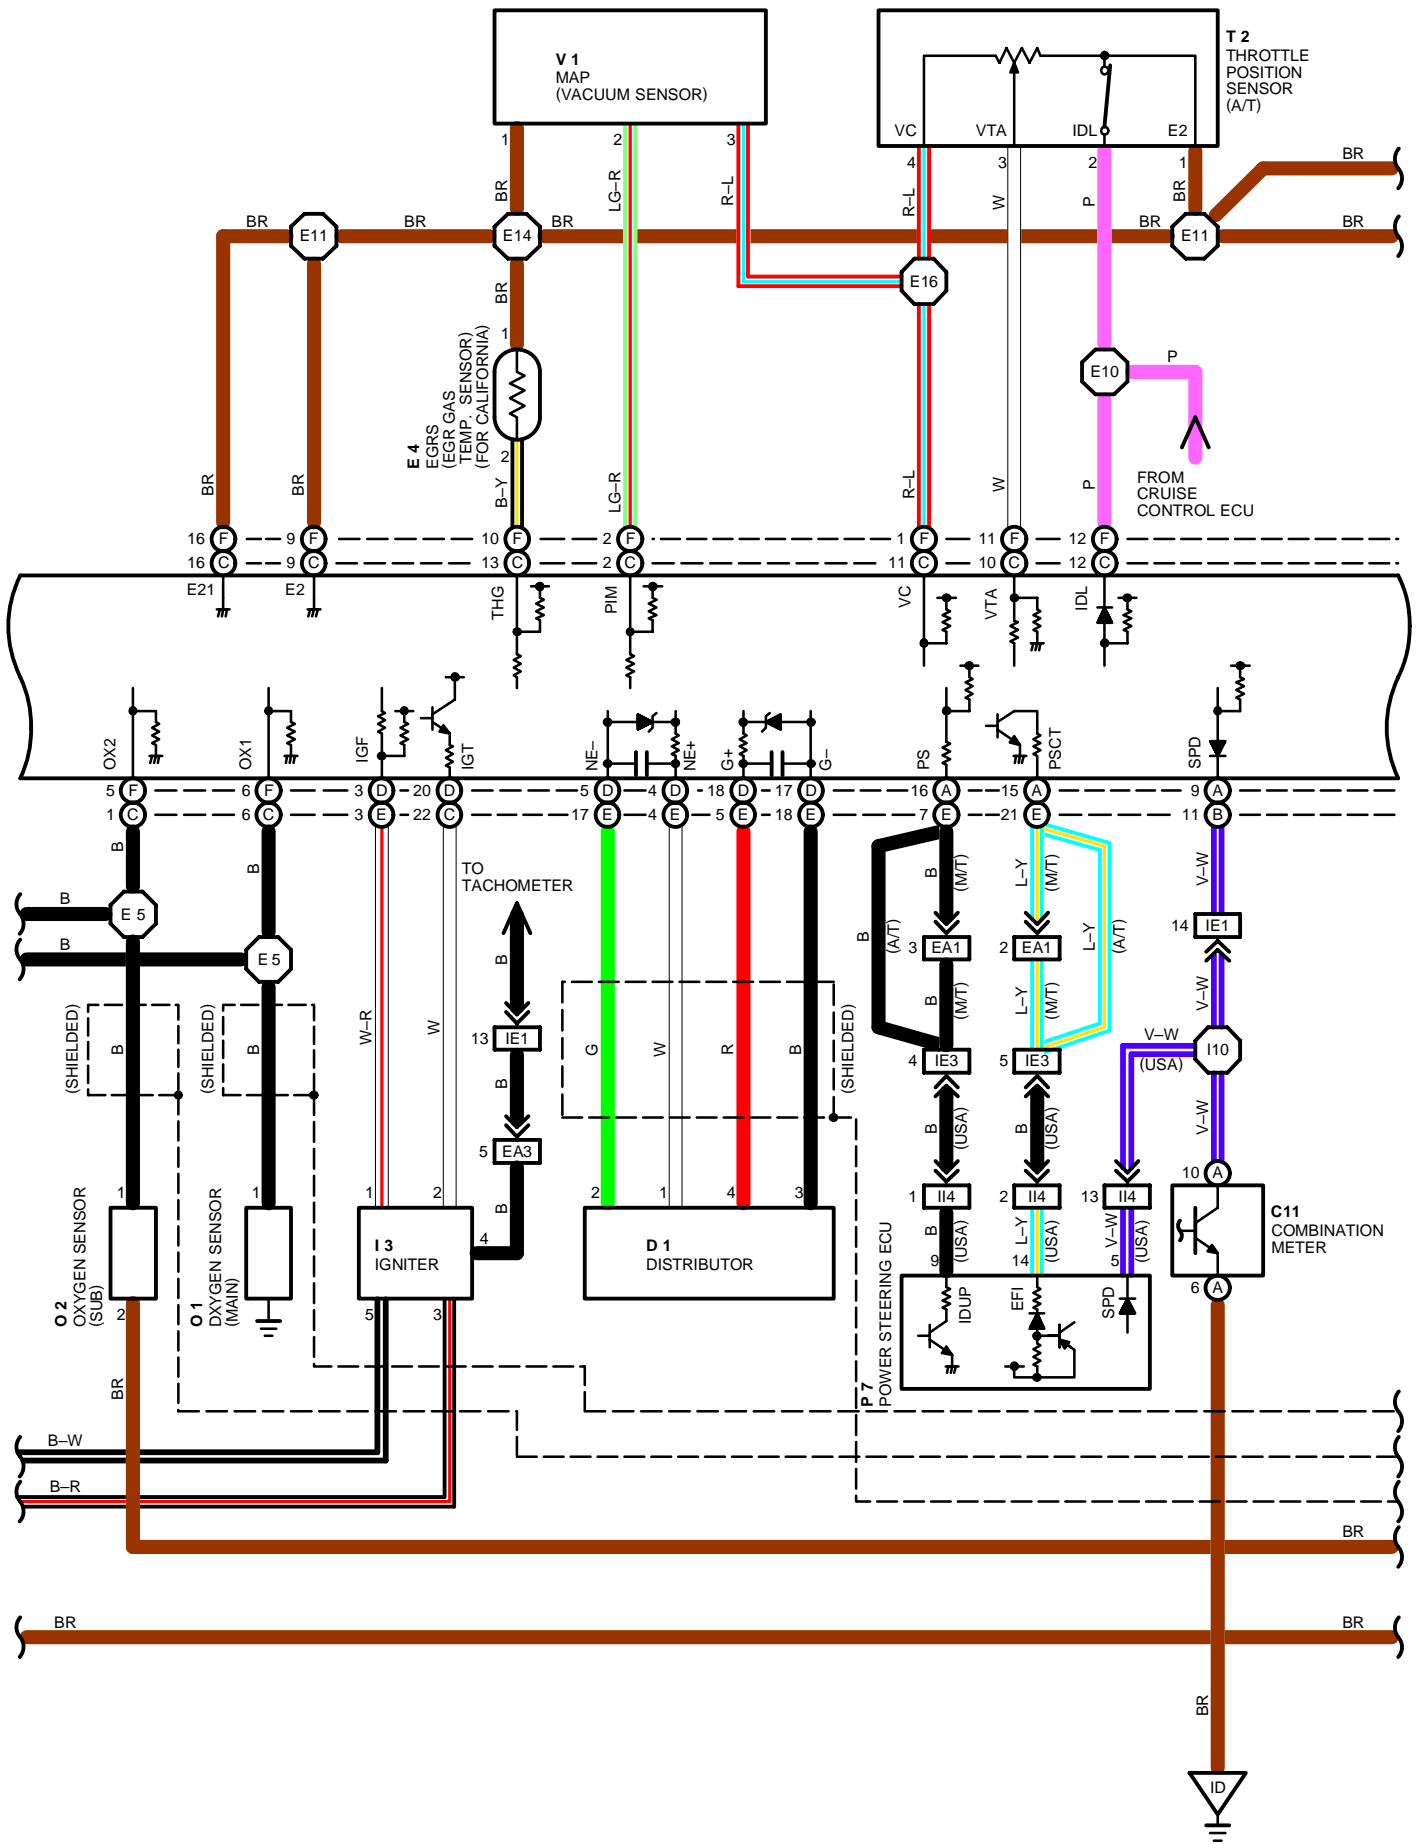 V 1
MAP
(VACUUM SENSOR)
T 2
THROTTLE
POSITION
SENSOR
(A/T)
VC VTA IDL E2
1 2 3 4 3 2 1
BR LG–R R–L R–L W P BR BR
BR BR BR BR BR
E11 E14 E11
E16
BR
1
E 4
EGRS
(EGR GAS
TEMP. SENSOR)
(FOR CALIFORNIA)
E10 P
2
BR BR B–Y LG–R R–L W P
FROM
CRUISE
CONTROL ECU
16 F 9 F 10 F 2 F 1 F 11 F 12 F
16 C 9 C 13 C 2 C 11 C 10 C 12 C
E21 E2 THG PIM VC VTA IDL
OX2 OX1 IGF IGT NE– NE+ G+ G– PS PSCT SPD
5 F 6 F 3 D 20 D 5 D 4 D 18 D 17 D 16 A 15 A 9 A
1 C 6 C 3 E 22 C 17 E 4 E 5 E 18 E 7 E 21 E 11 B
B B B (M/T) L–Y (M/T) V–W
TO
TACHOMETER
B E 5
B E 5
B
B (A/T) 3 EA1 2 EA1 L–Y (A/T) 14 IE1
B (M/T) L–Y (M/T) V–W
(SHIELDED) B (SHIELDED) B W–R W 13 IE1 G W R B (SHIELDED)
4 IE3 5 IE3 V–W
(USA)
I10
B
B (USA) B (USA) V–W
5 EA3
10 A
1 1 1 2 B 2 1 4 3 1 II4 2 II4 13 II4
O 2
OXYGEN SENSOR
(SUB)
O 1
DXYGEN SENSOR
(MAIN)
I 3
IGNITER
4
D 1
DISTRIBUTOR
B (USA) L–Y (USA) V–W (USA)
9 14 5
C11
COMBINATION
METER
6 A
2 5 3
P 7
POWER STEERING ECU
IDUP EFI SPD
BR
B–W
B–R
BR
BR BR
BR
ID